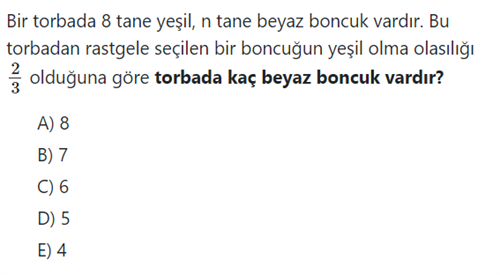 Bir torbada 8 tane yeşil, n tane beyaz boncuk vardır. Bu
torbadan rastgele seçilen bir boncuğun yeşil olma olasılığı
2/3 olduğuna göre torbada kaç beyaz boncuk vardır?
A) 8
B) 7
C) 6
D) 5
E) 4